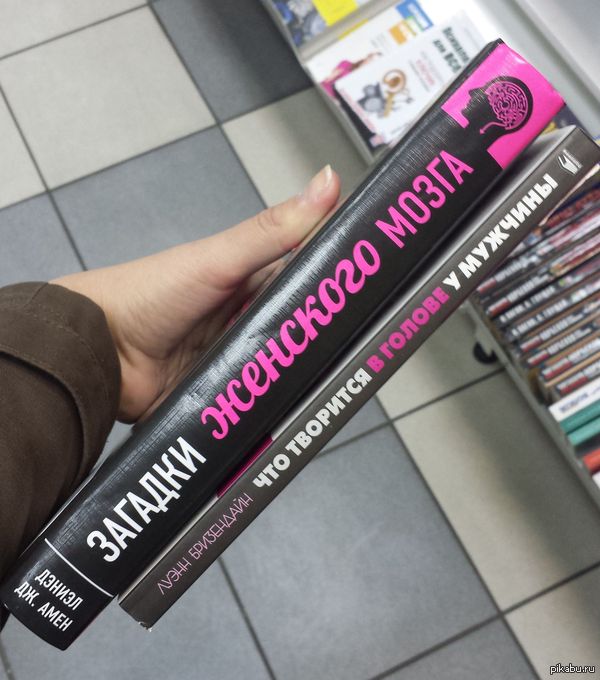 ДЭНИЭЛ
ДЖ. АМЕН
ЗАГАДКИ женского МОЗГА
ЛУЭНН БРИЗЕНДАЙН ЧТО ТВОРИТСЯ В ГОЛОВЕ У МУЖЧИНЫ
pikabu.ru